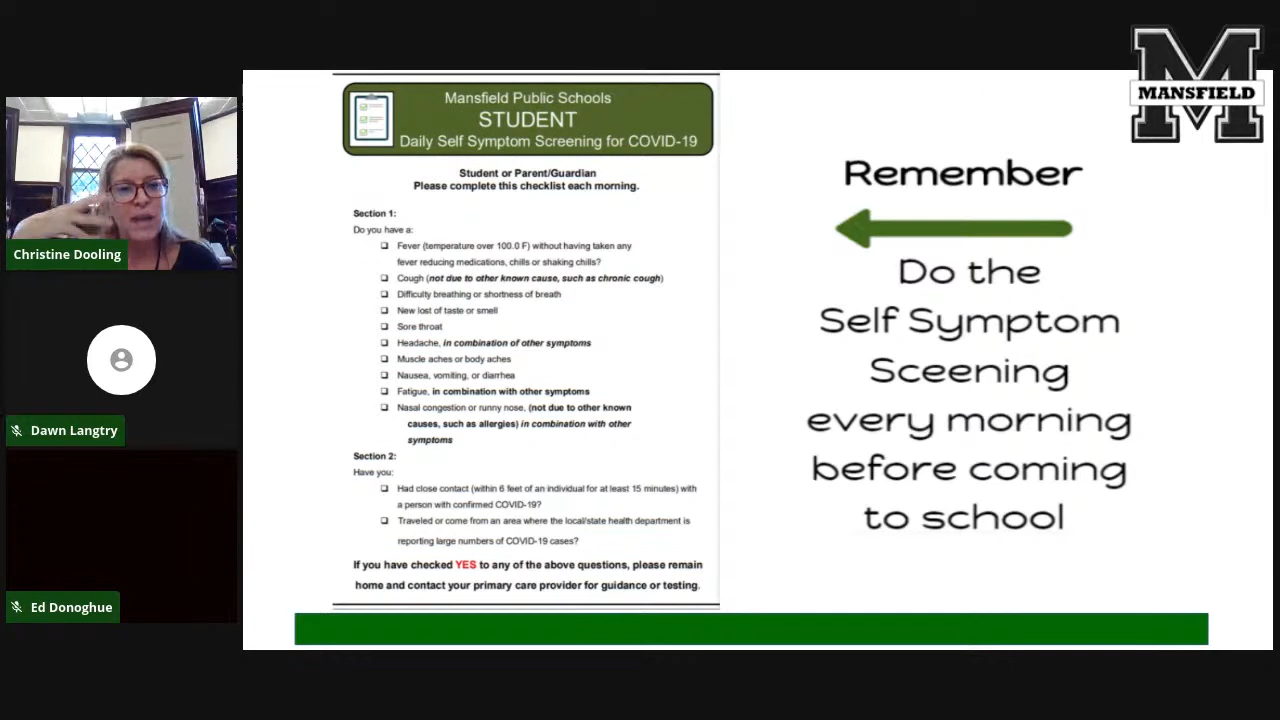 MANSFIELD
Mansfield Public Schools
STUDENT
Daily Self Symptom Screening for COVID-19
Student or Parent/Guardian
Please complete this checklist each morning.
Section 1:
Do you have a:
Fever (temperature over 100.0 F) without having taken any
fever reducing medications, chills or shaking chills?
Cough (not due to other known cause, such as chronic cough)
Difficulty breathing or shortness of breath
New lost of taste or smell
Sore throat
Headache, in combination of other symptoms
Muscle aches or body aches
Nausea, vomiting, or diarrhea
Fatigue, in combination with other symptoms
Nasal congestion or runny nose, (not due to other known
causes, such as allergies) in combination with other
symptoms
Section 2:
Have you:
Had close contact (within 6 feet of an individual for at least 15 minutes) with
a person with confirmed COVID-19?
Traveled or come from an area where the local/state health department is
reporting large numbers of COVID-19 cases?
If you have checked YES to any of the above questions, please remain
home and contact your primary care provider for guidance or testing.
Remember
Do the
Self Symptom
Sceening
every morning
before coming
to school
Christine Dooling
Dawn Langtry
Ed Donoghue